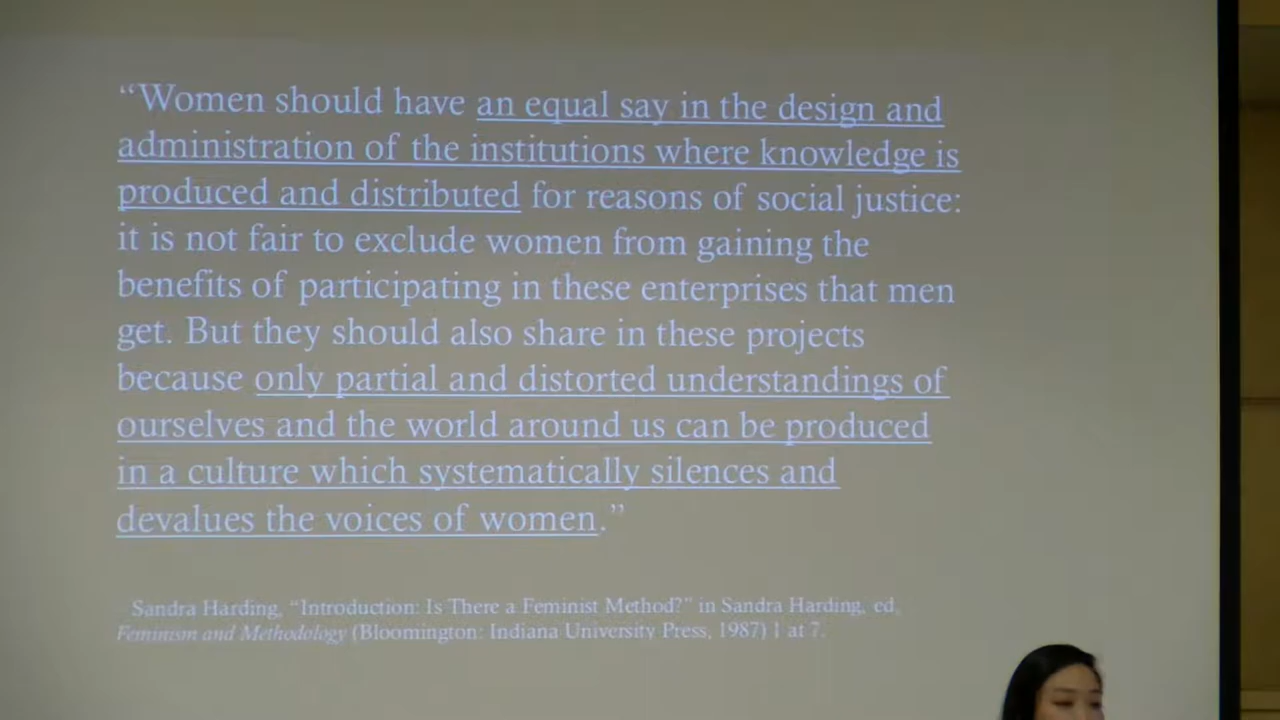 “Women should have an equal say in the design and
administration of the institutions where knowledge is
produced and distributed for reasons of social justice:
it is not fair to exclude women from gaining the
benefits of participating in these enterprises that men
get. But they should also share in these projects
because only partial and distorted understandings of
ourselves and the world around us can be produced
in a culture which systematically silences and
devalues the voices of women.”
Sandra Harding, “Introduction: Is There a Feminist Method?” in Sandra Harding, ed,
Feminism and Methodology (Bloomington: Indiana University Press, 1987) 1 at 7.